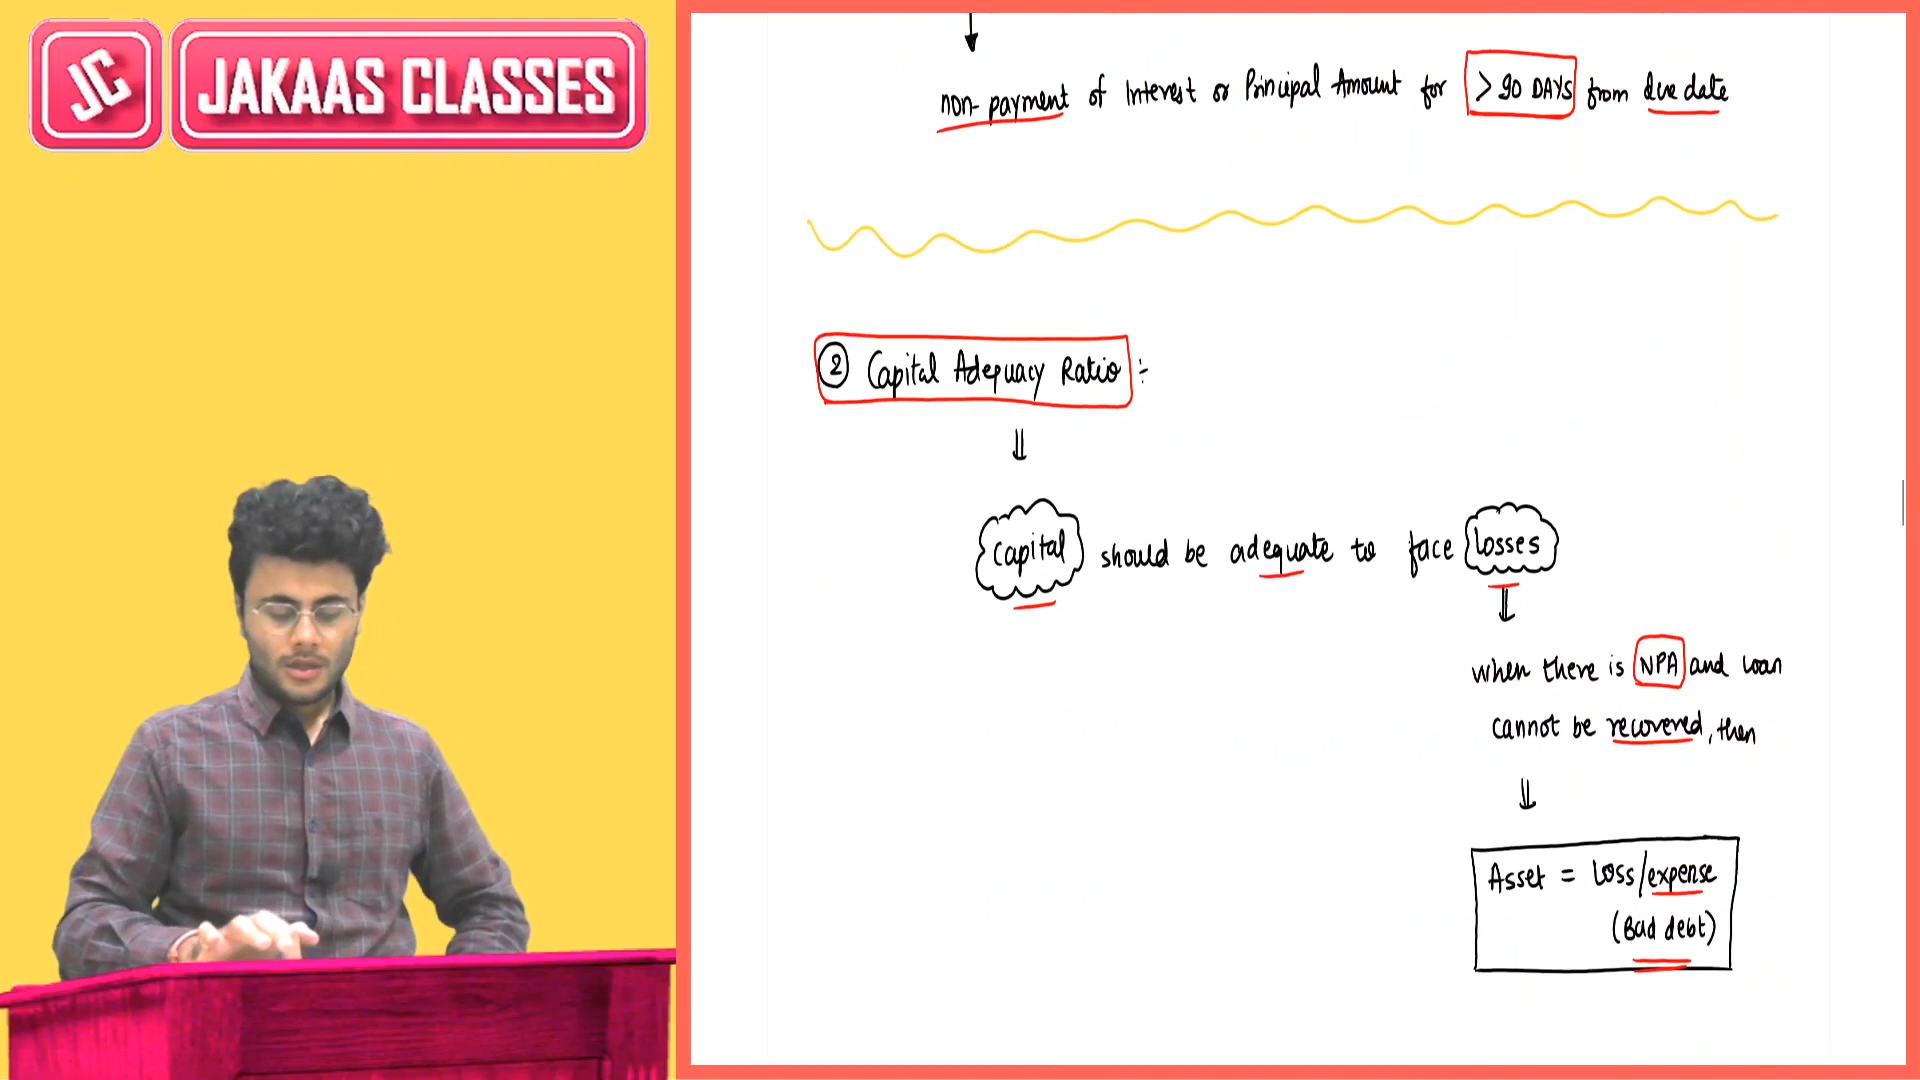 JC JAKAAS CLASSES
non-payment of Interest or Principal Amount for >90 DAYS from due date
② Capital Adequacy Ratio :-
Capital should be adequate to face losses
when there is NPA and loan
cannot be recovered, then
Asset = Loss/expense
(Bad debt)